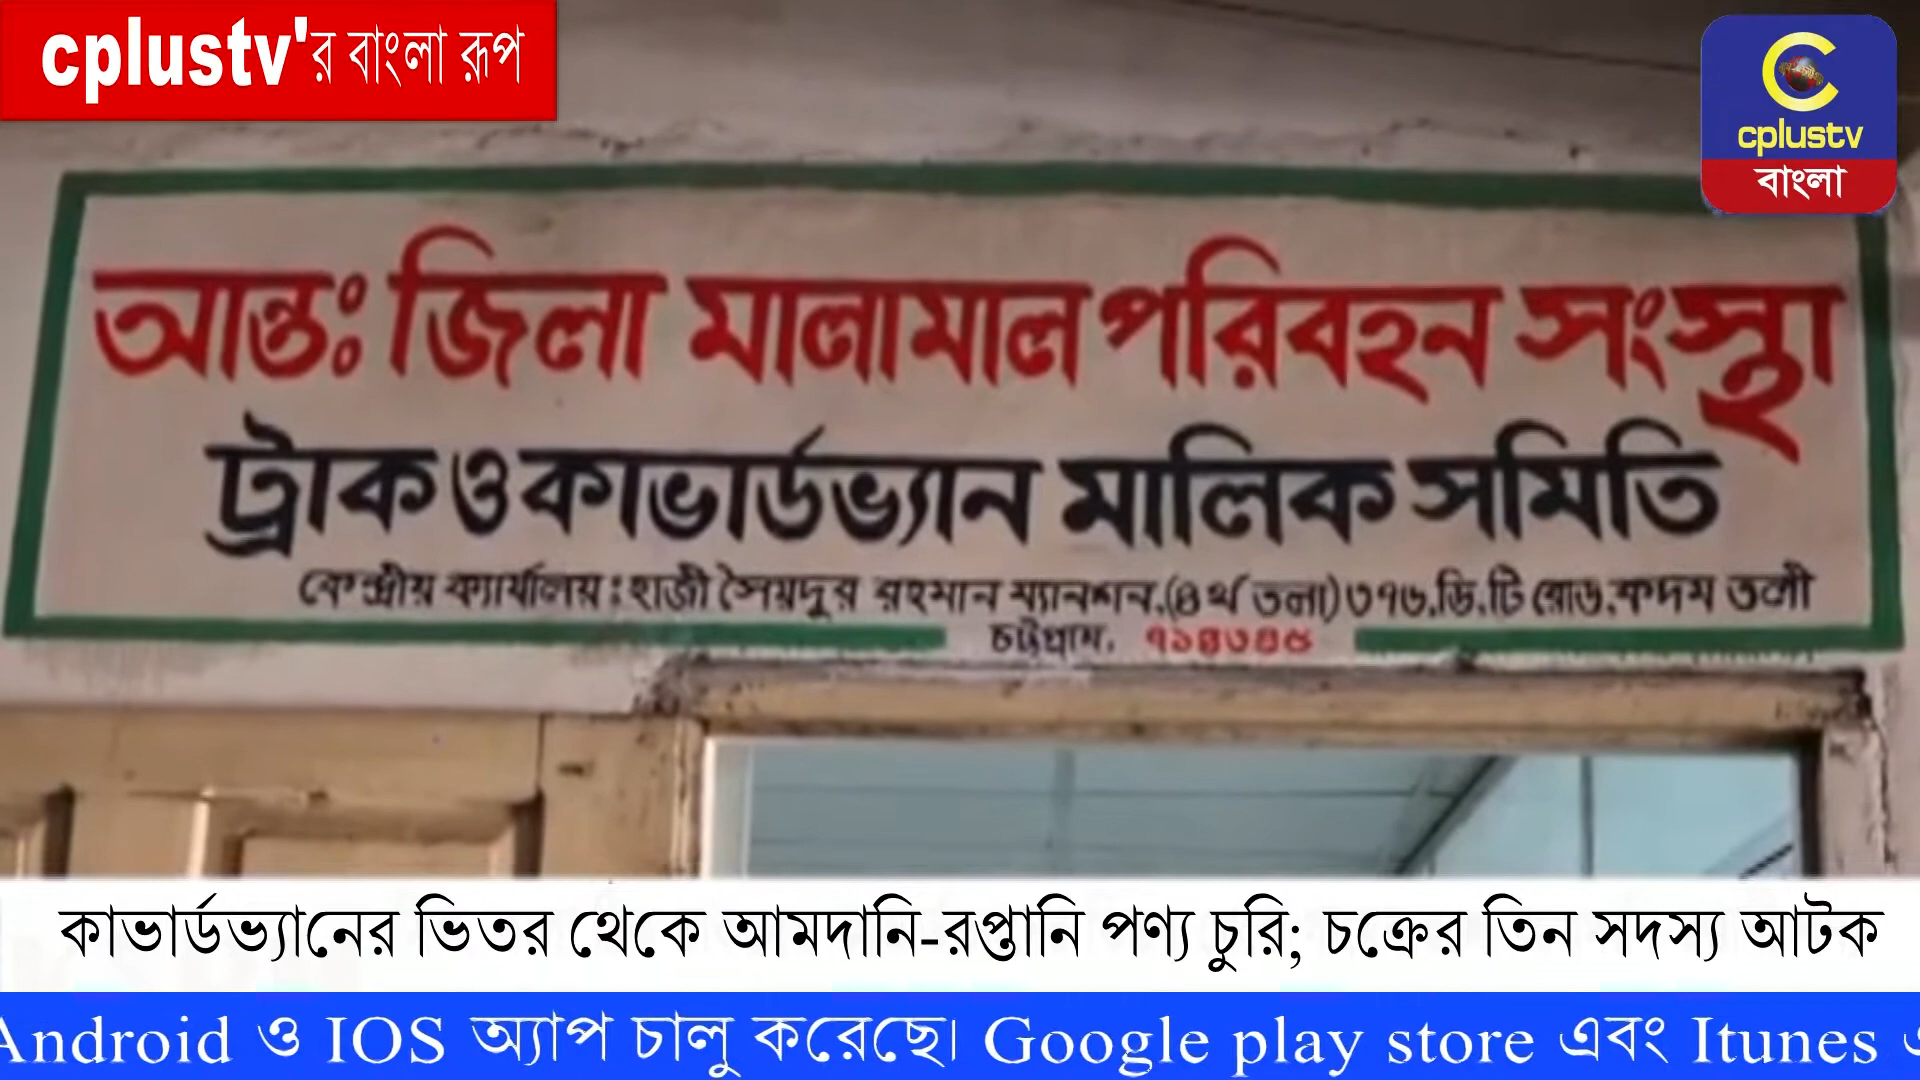 cplustv'র বাংলা রূপ
cplustv
বাংলা
আন্তঃ জিলা মালামাল পরিবহন সংস্থা
ট্রাক ও কাভার্ডভ্যান মালিক সমিতি
কেন্দ্রীয় ক্যার্যালয়ঃ হাজী সৈয়দুর রহমান ম্যানশন,(৪র্থ তলা) ৩৭৬,ডি,টি রোড,কদম তলী
চট্টগ্রাম,
কাভার্ডভ্যানের ভিতর থেকে আমদানি-রপ্তানি পণ্য চুরি; চক্রের তিন সদস্য আটক
Android ও IOS অ্যাপ চালু করেছে। Google play store এবং Itunes